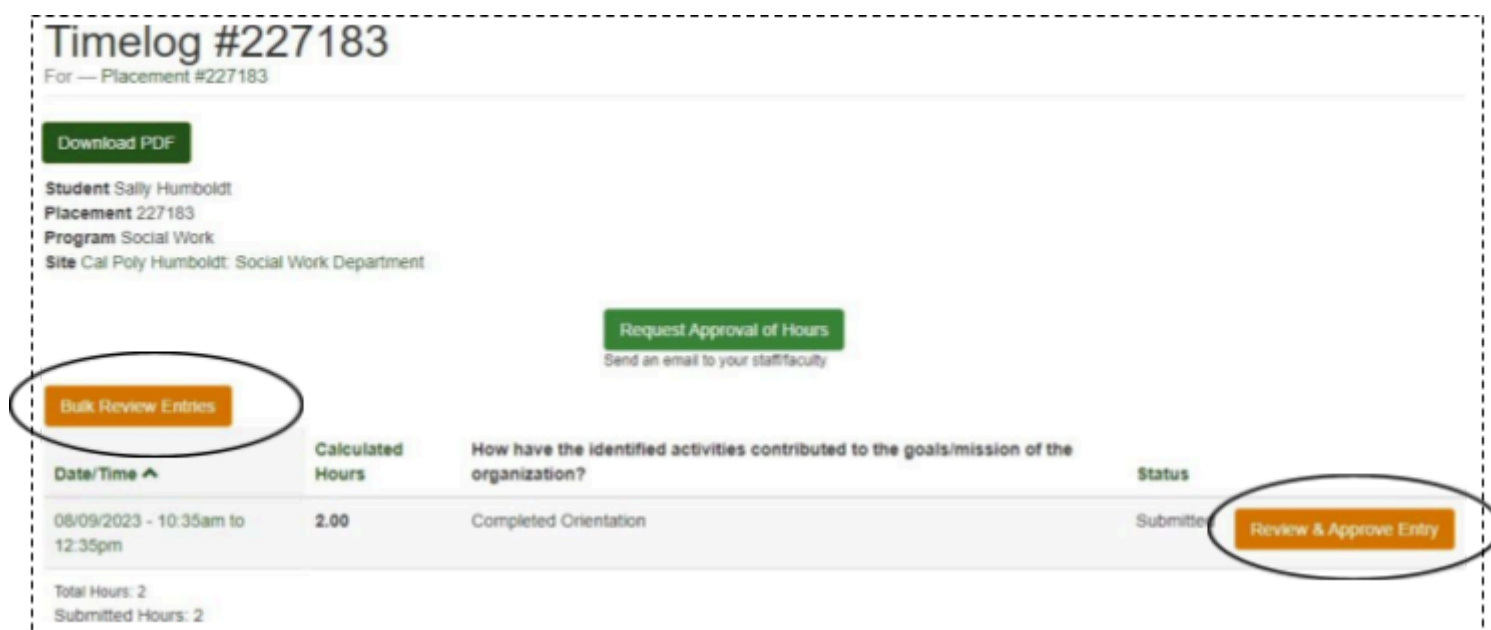 Timelog #227183
For — Placement #227183
Download PDF
Student Sally Humboldt
Placement 227183
Program Social Work
Site Cal Poly Humboldt: Social Work Department
Request Approval of Hours
Send an email to your staff/faculty
Bulk Review Entries
Date/Time
Calculated
Hours
How have the identified activities contributed to the goals/mission of the
organization?
Status
08/09/2023 - 10:35am to
12:35pm
2.00
Completed Orientation
Submitted
Review & Approve Entry
Total Hours: 2
Submitted Hours: 2